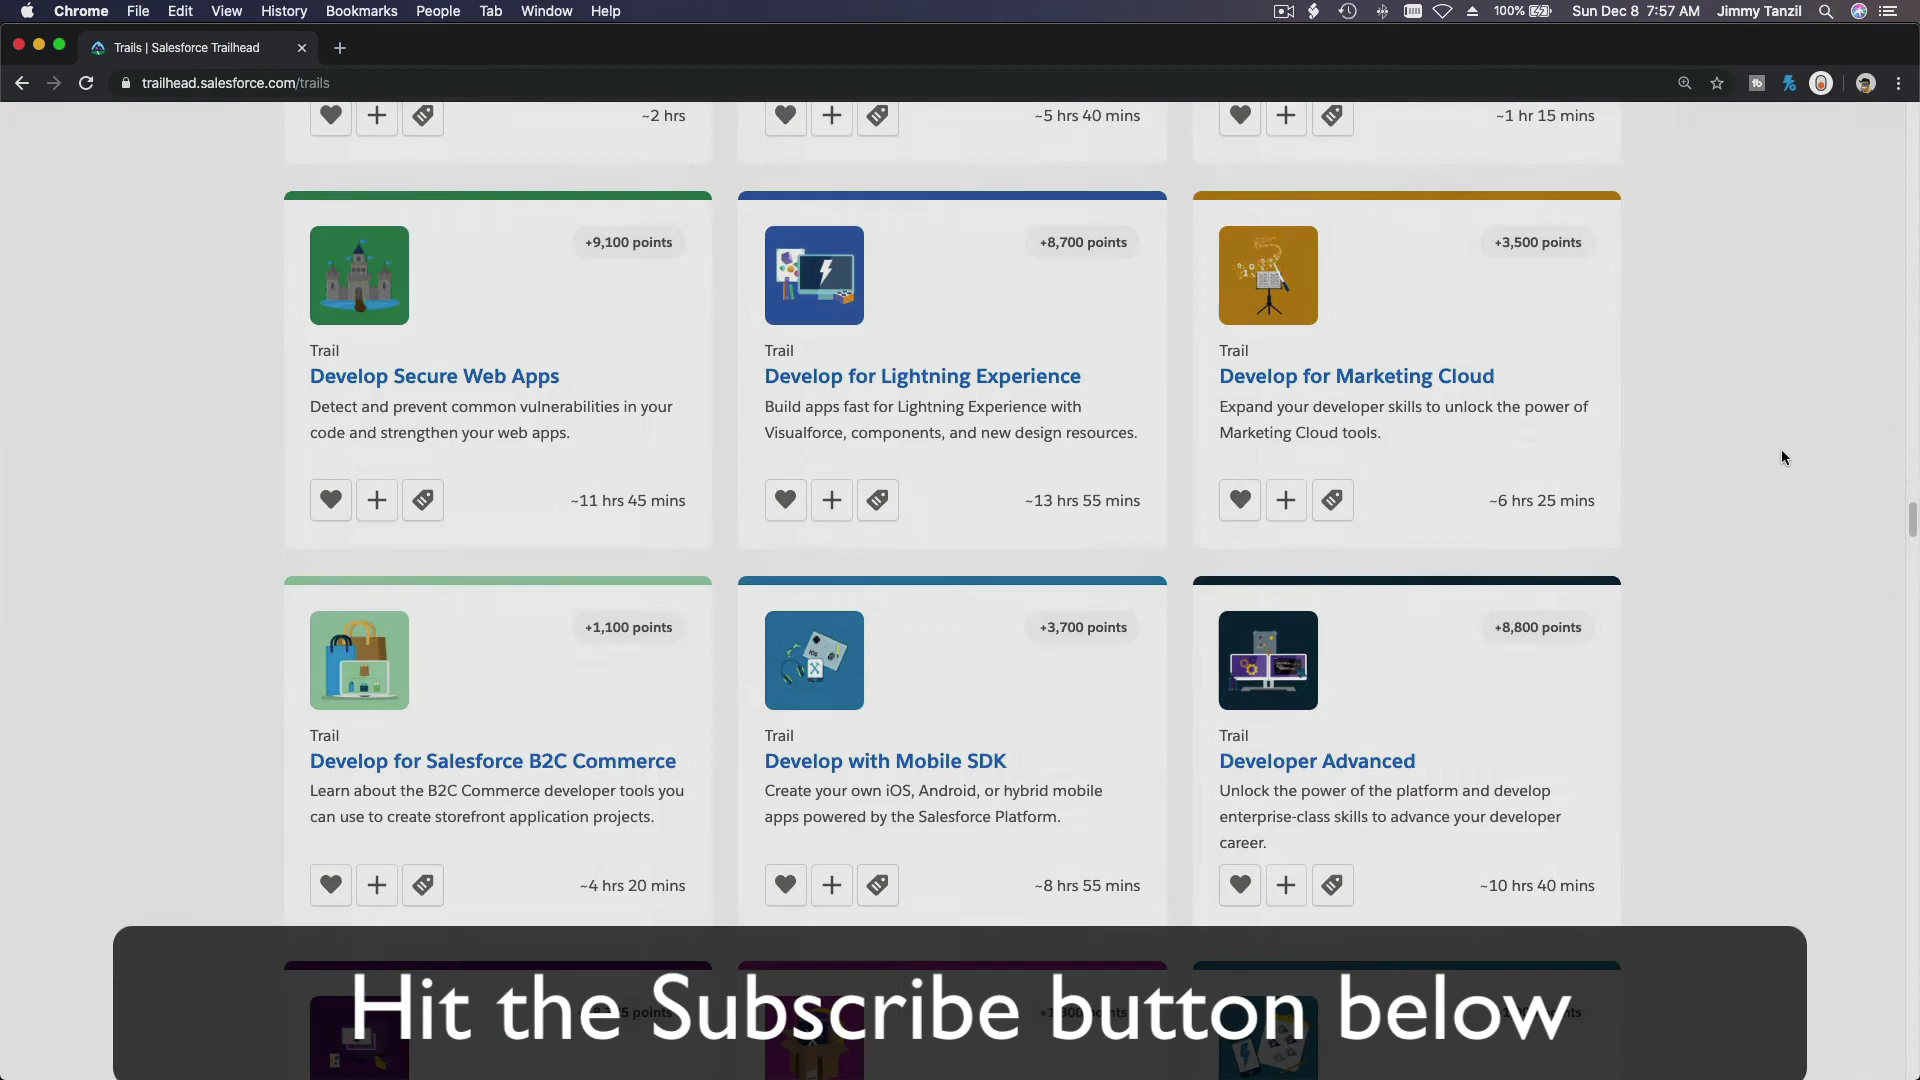 Chrome File Edit View History Bookmarks People Tab Window Help
100% Sun Dec 8 7:57 AM Jimmy Tanzil
Trails | Salesforce Trailhead
trailhead.salesforce.com/trails
~2 hrs
~5 hrs 40 mins
~1 hr 15 mins
+9,100 points
Trail
Develop Secure Web Apps
Detect and prevent common vulnerabilities in your
code and strengthen your web apps.
~11 hrs 45 mins
+8,700 points
Trail
Develop for Lightning Experience
Build apps fast for Lightning Experience with
Visualforce, components, and new design resources.
~13 hrs 55 mins
+3,500 points
Trail
Develop for Marketing Cloud
Expand your developer skills to unlock the power of
Marketing Cloud tools.
~6 hrs 25 mins
+1,100 points
Trail
Develop for Salesforce B2C Commerce
Learn about the B2C Commerce developer tools you
can use to create storefront application projects.
~4 hrs 20 mins
+3,700 points
Trail
Develop with Mobile SDK
Create your own iOS, Android, or hybrid mobile
apps powered by the Salesforce Platform.
~8 hrs 55 mins
+8,800 points
Trail
Developer Advanced
Unlock the power of the platform and develop
enterprise-class skills to advance your developer
career.
~10 hrs 40 mins
Hit the Subscribe button below